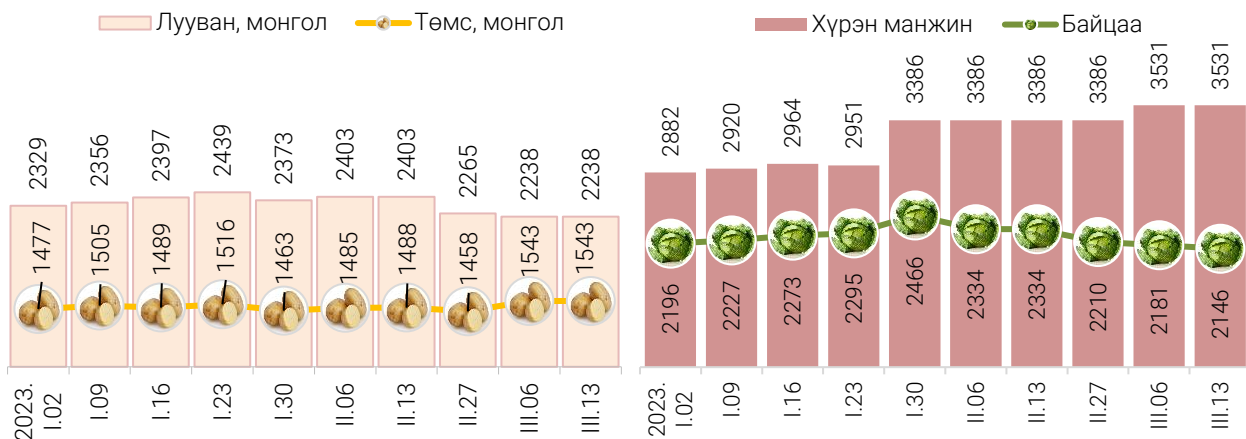 Лууван, монгол
Төмс, монгол
2329 2356 2397 2439 2373 2403 2403 2265 2238 2238
1477 1505 1489 1516 1463 1485 1488 1458 1543 1543
2023. I.02 I.09 I.16 I.23 I.30 II.06 II.13 II.27 III.06 III.13
Хүрэн манжин
Байцаа
2882 2920 2964 2951 3386 3386 3386 3386 3531 3531
2196 2227 2273 2295 2466 2334 2334 2210 2181 2146
2023. I.02 I.09 I.16 I.23 I.30 II.06 II.13 II.27 III.06 III.13